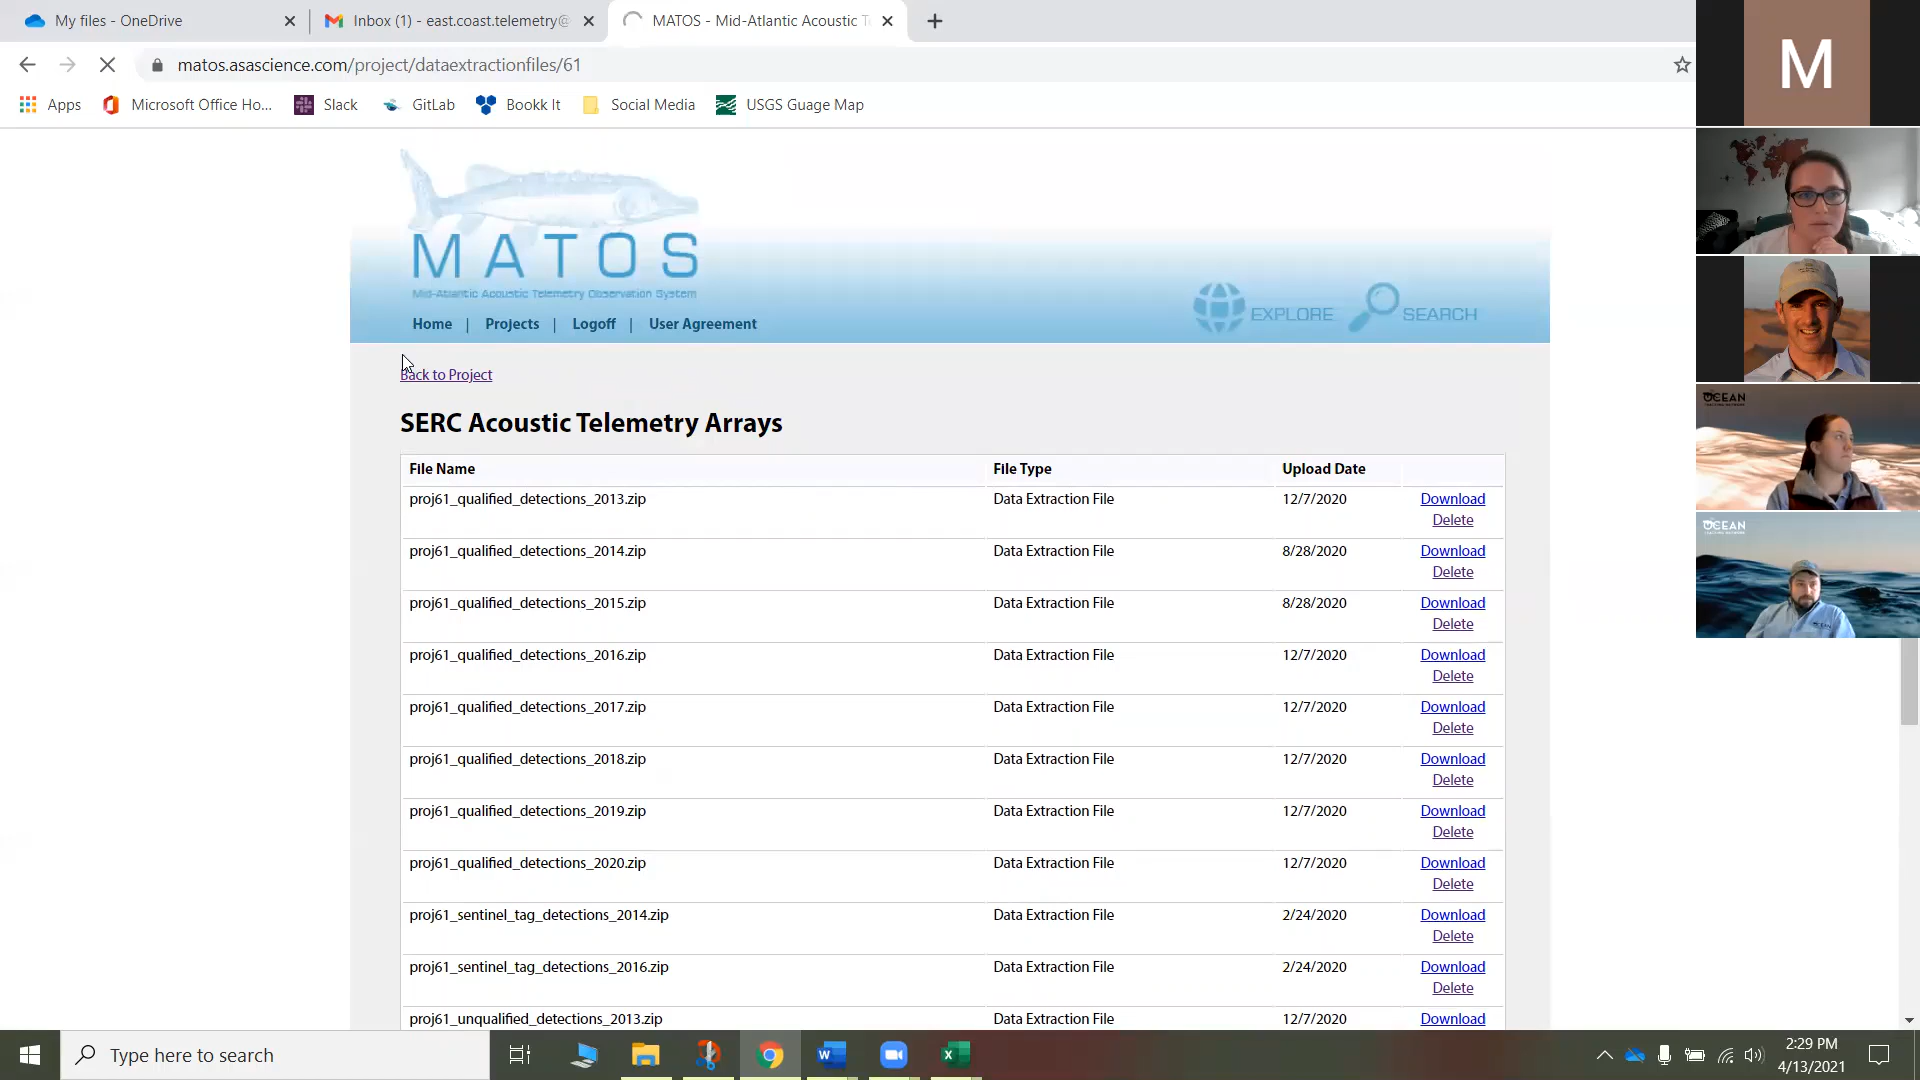 My files - OneDrive
Inbox (1) - east.coast.telemetry@
MATOS - Mid-Atlantic Acoustic T
matos.asascience.com/project/dataextractionfiles/61
Apps
Microsoft Office Ho...
Slack
GitLab
Bookk It
Social Media
USGS Guage Map
M
MATOS
Mid-Atlantic Acoustic Telemetry Observation System
EXPLORE
SEARCH
Home | Projects | Logoff | User Agreement
Back to Project
SERC Acoustic Telemetry Arrays
File Name File Type Upload Date
proj61_qualified_detections_2013.zip Data Extraction File 12/7/2020 Download
Delete
proj61_qualified_detections_2014.zip Data Extraction File 8/28/2020 Download
Delete
proj61_qualified_detections_2015.zip Data Extraction File 8/28/2020 Download
Delete
proj61_qualified_detections_2016.zip Data Extraction File 12/7/2020 Download
Delete
proj61_qualified_detections_2017.zip Data Extraction File 12/7/2020 Download
Delete
proj61_qualified_detections_2018.zip Data Extraction File 12/7/2020 Download
Delete
proj61_qualified_detections_2019.zip Data Extraction File 12/7/2020 Download
Delete
proj61_qualified_detections_2020.zip Data Extraction File 12/7/2020 Download
Delete
proj61_sentinel_tag_detections_2014.zip Data Extraction File 2/24/2020 Download
Delete
proj61_sentinel_tag_detections_2016.zip Data Extraction File 2/24/2020 Download
Delete
proj61_unqualified_detections_2013.zip Data Extraction File 12/7/2020 Download
OCEAN
OCEAN
Type here to search
2:29 PM
4/13/2021